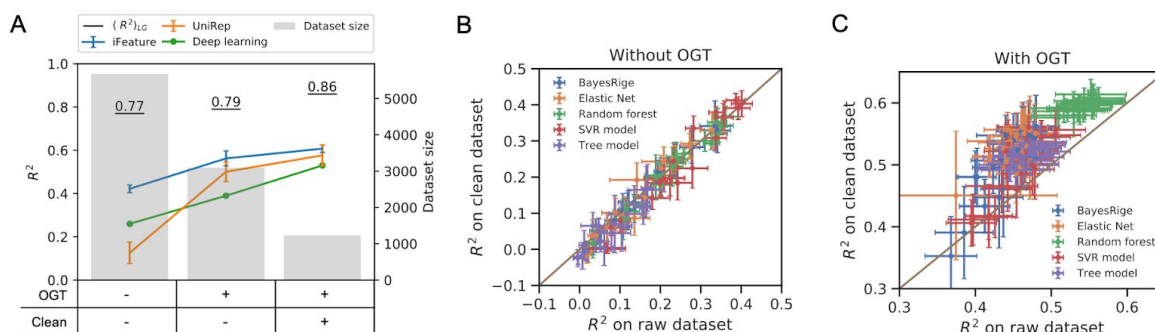 A
⟨R²⟩LG
iFeature
UniRep
Deep learning
Dataset size
R²
1.0
0.8
0.6
0.4
0.2
0.0
0.77
0.79
0.86
5000
4000
3000
2000
1000
0
Dataset size
OGT - + +
Clean - - +
B
Without OGT
R² on clean dataset
0.5
0.4
0.3
0.2
0.1
0.0
−0.1
BayesRige
Elastic Net
Random forest
SVR model
Tree model
−0.1 0.0 0.1 0.2 0.3 0.4 0.5
R² on raw dataset
C
With OGT
R² on clean dataset
0.6
0.5
0.4
0.3
BayesRige
Elastic Net
Random forest
SVR model
Tree model
0.3 0.4 0.5 0.6
R² on raw dataset